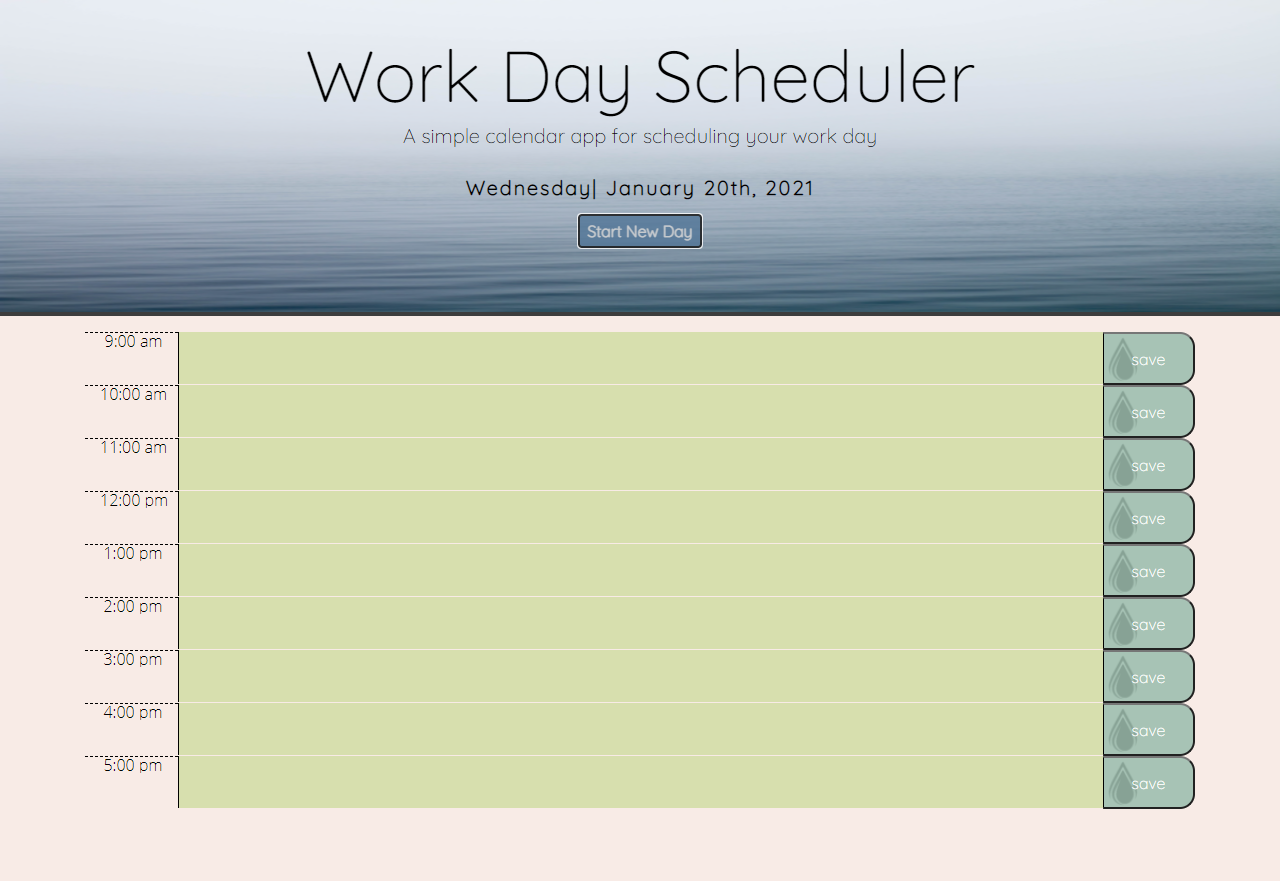 Work Day Scheduler
A simple calendar app for scheduling your work day
Wednesday| January 20th, 2021
Start New Day
9:00 am save
10:00 am save
11:00 am save
12:00 pm save
1:00 pm save
2:00 pm save
3:00 pm save
4:00 pm save
5:00 pm save